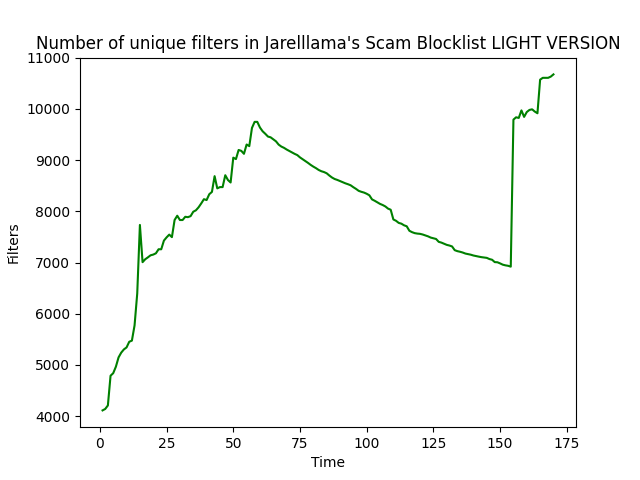 Number of unique filters in Jarelllama's Scam Blocklist LIGHT VERSION
11000
10000
9000
8000
7000
6000
5000
4000
Filters
0 25 50 75 100 125 150 175
Time